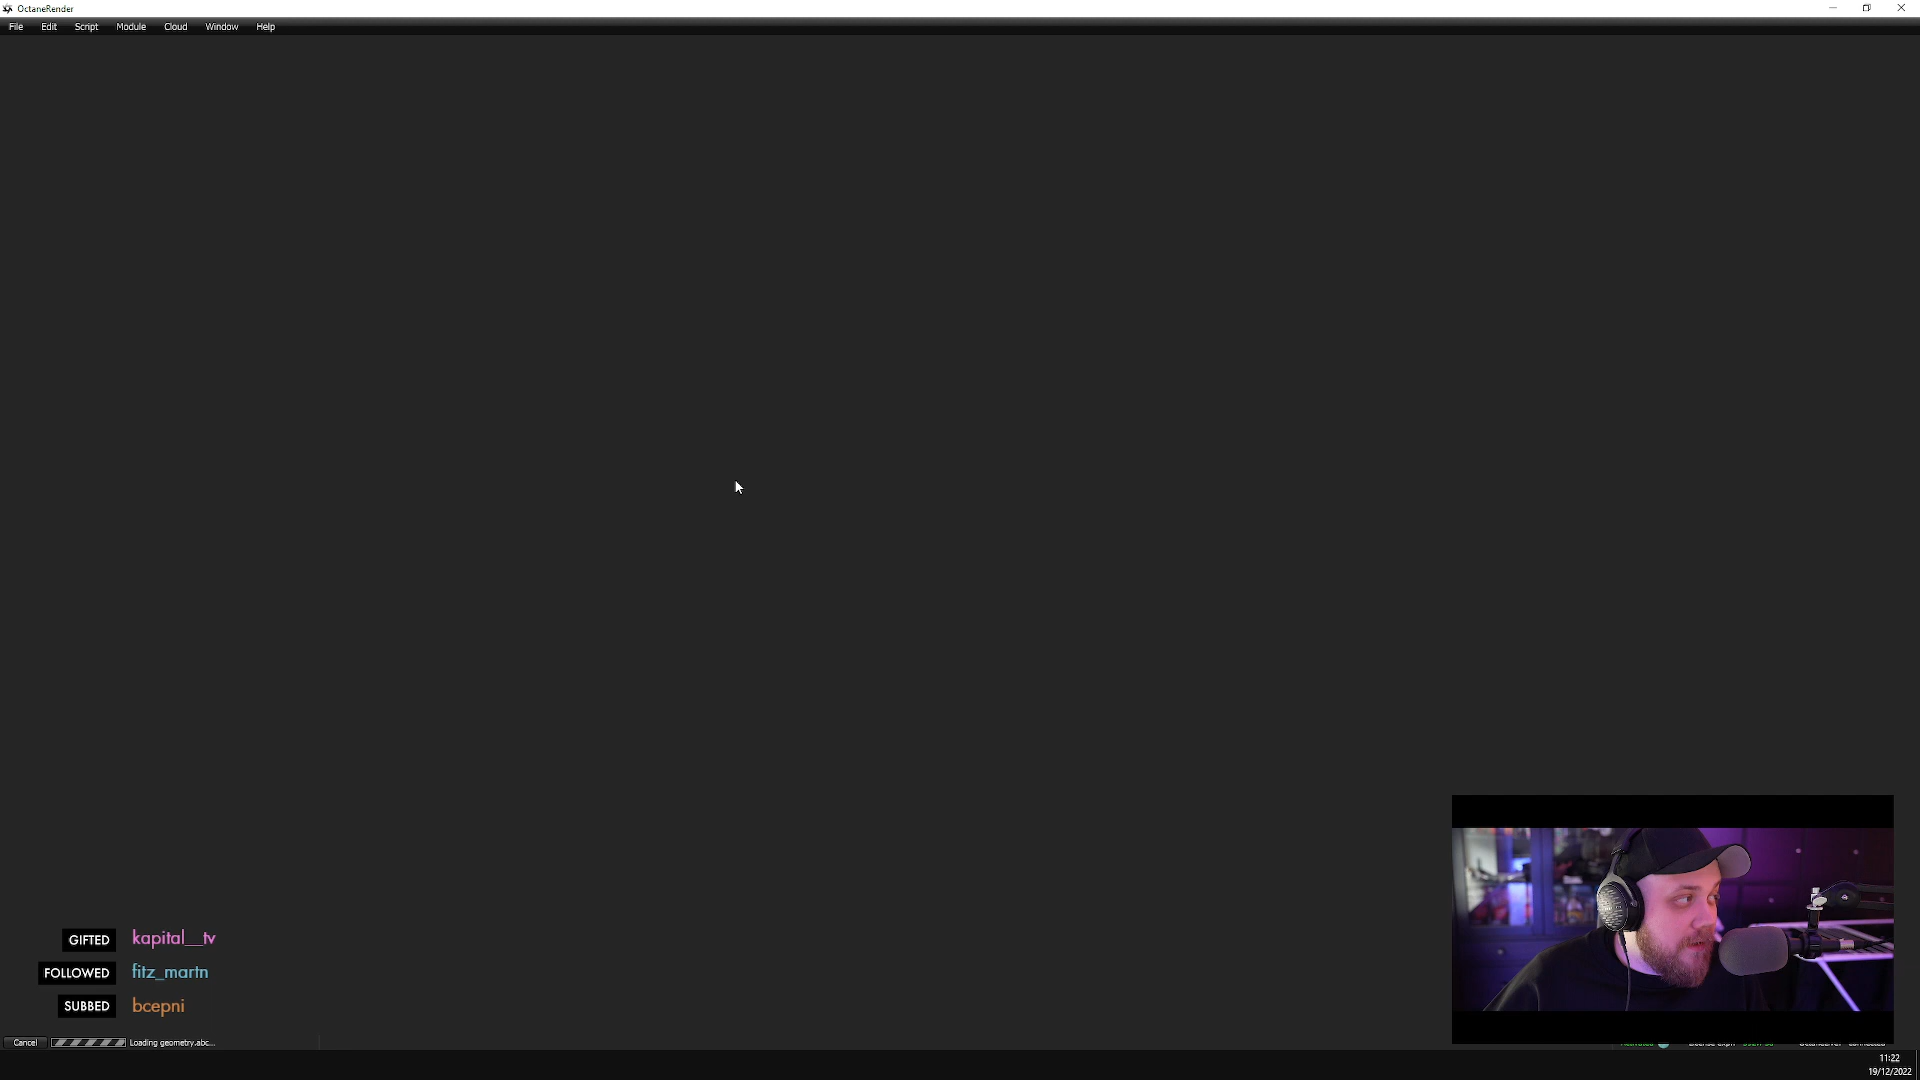 OctaneRender
File Edit Script Module Cloud Window Help
GIFTED kapital__tv
FOLLOWED fitz_martn
SUBBED bcepni
Cancel Loading geometry.abc...
11:22
19/12/2022